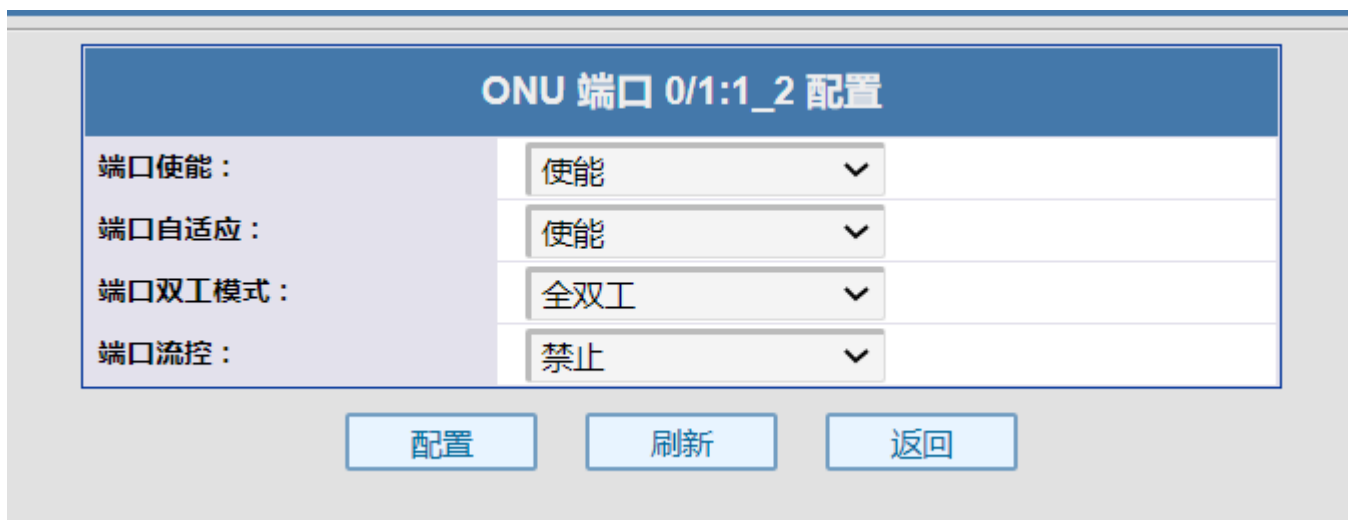 ONU 端口 0/1:1_2 配置
端口使能： 使能
端口自适应： 使能
端口双工模式： 全双工
端口流控： 禁止
配置 刷新 返回